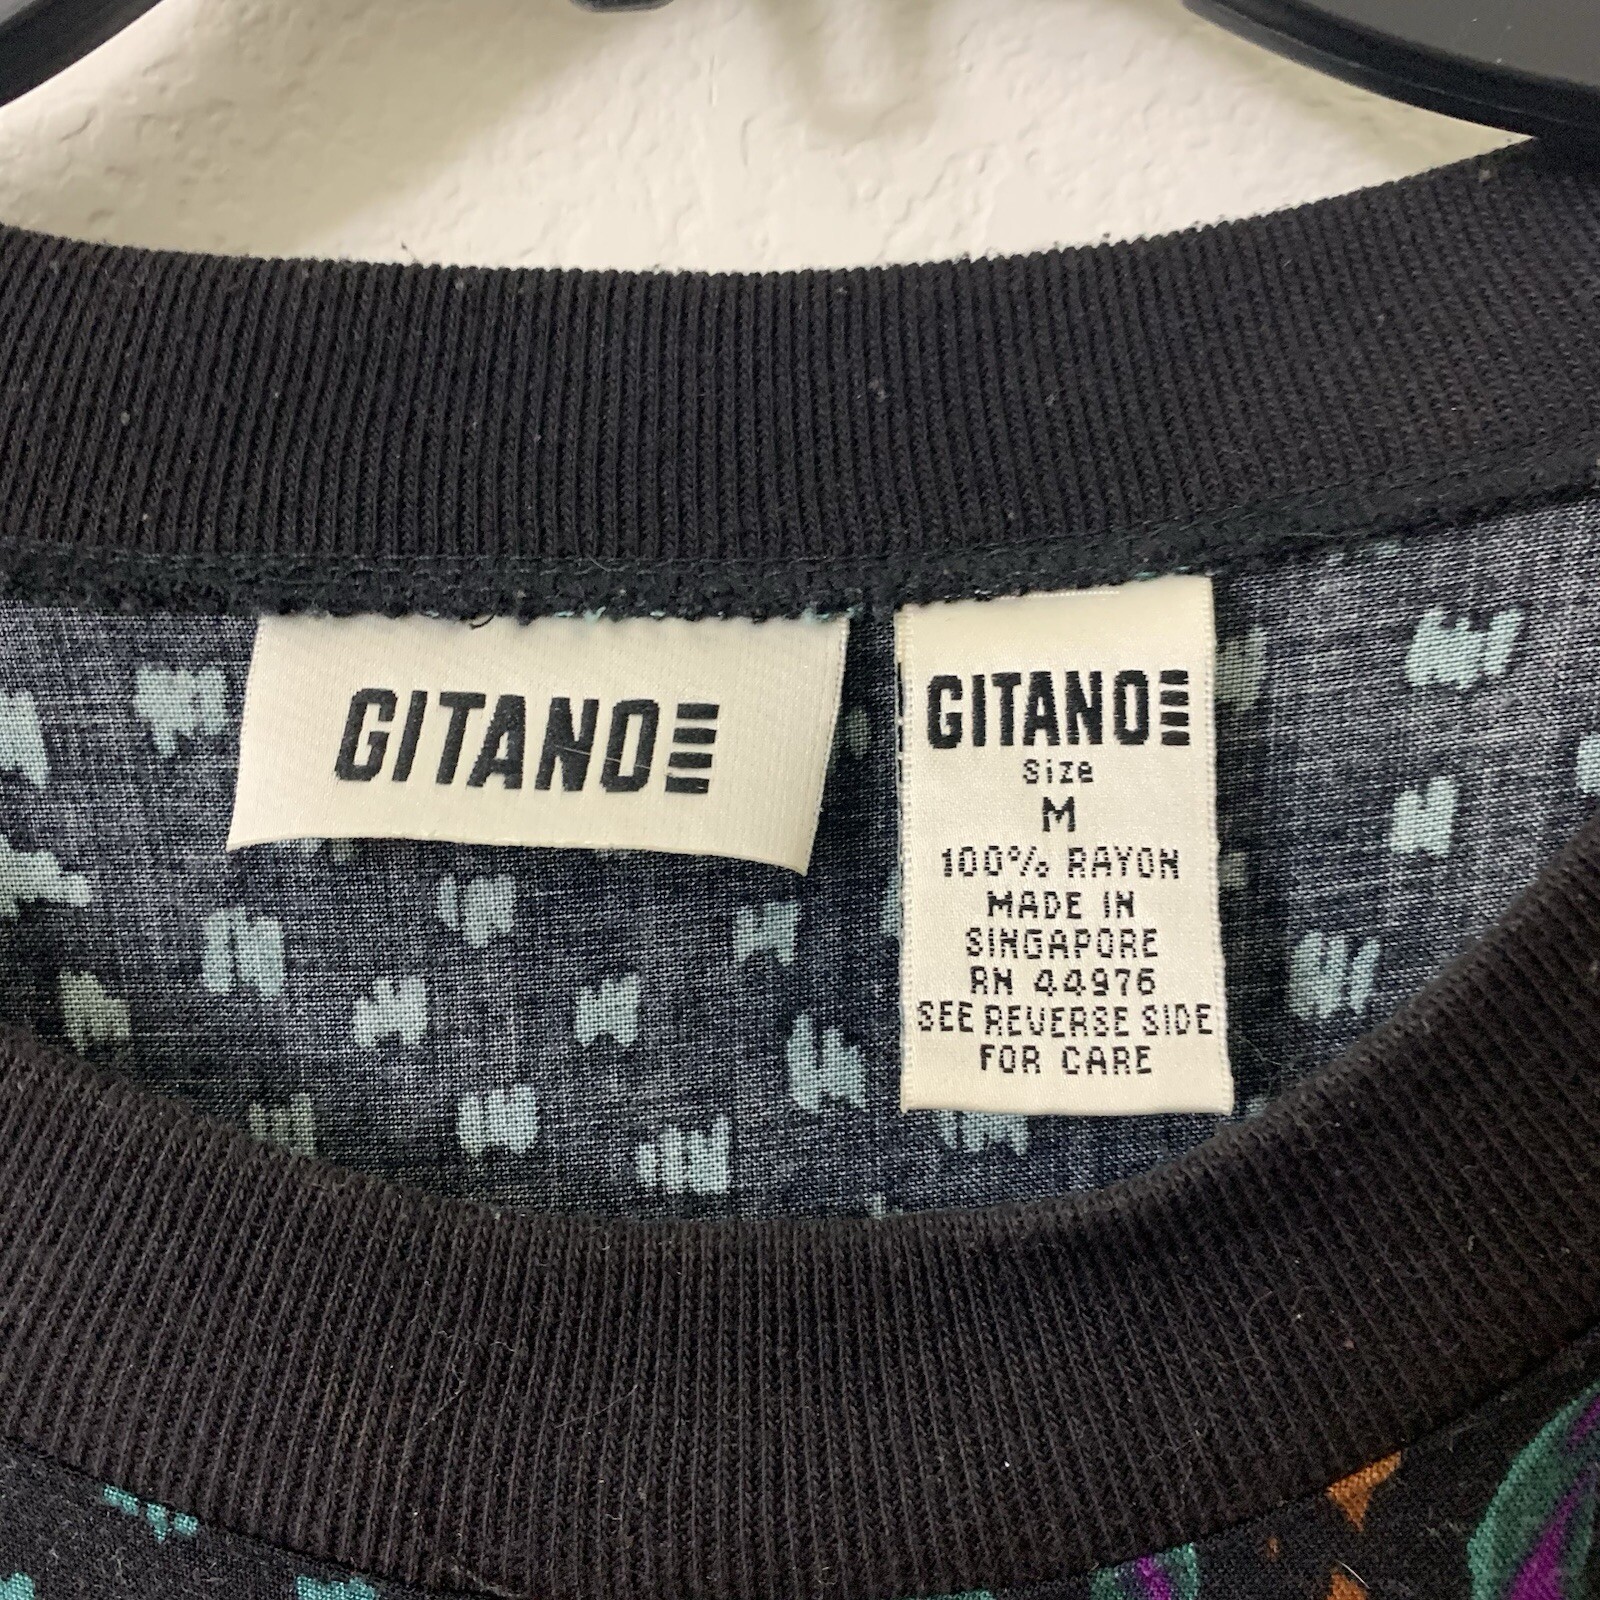 GITANO
GITANO
Size
M
100% RAYON
MADE IN
SINGAPORE
RN 44976
SEE REVERSE SIDE
FOR CARE